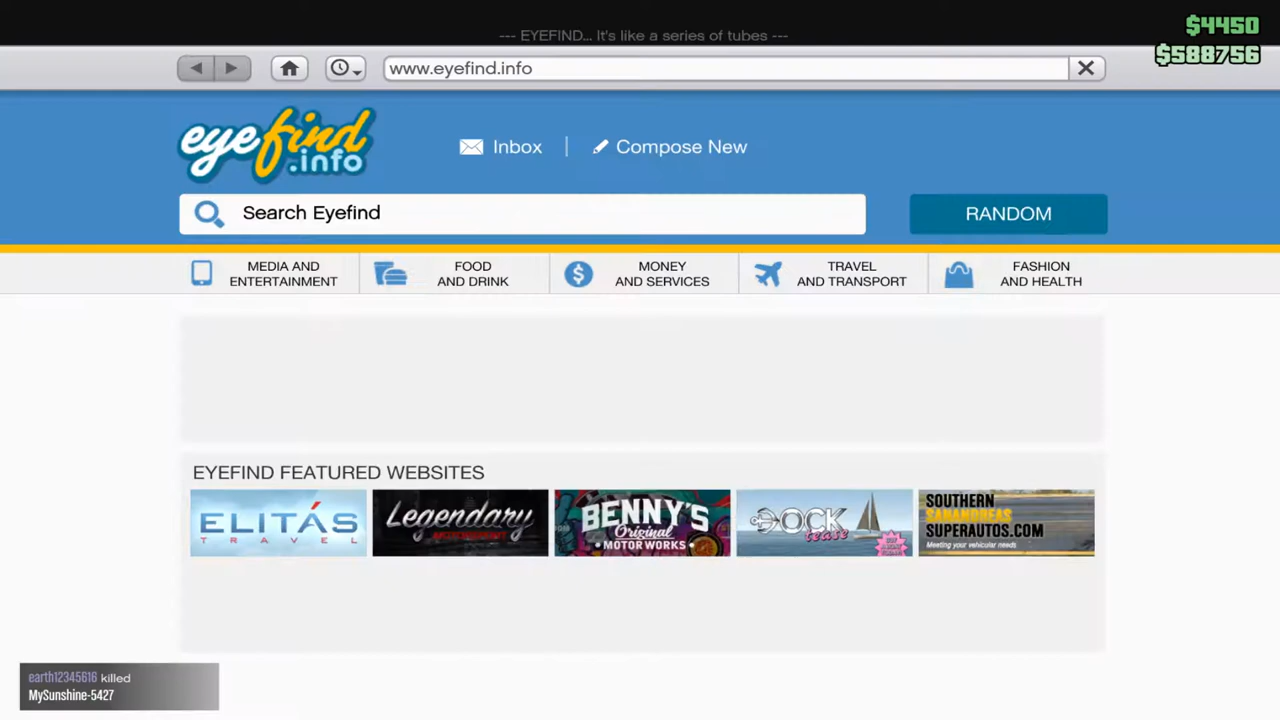 $4450
--- EYEFIND... It's like a series of tubes ---
$588756
www.eyefind.info
eyefind
.info
Inbox
Compose New
Search Eyefind
RANDOM
MEDIA AND
ENTERTAINMENT
FOOD
AND DRINK
MONEY
AND SERVICES
TRAVEL
AND TRANSPORT
FASHION
AND HEALTH
EYEFIND FEATURED WEBSITES
ELITÁS
TRAVEL
Legendary
BENNY'S
Original
MOTOR WORKS
DOCK
tease
SOUTHERN
SANANDREAS
SUPERAUTOS.COM
Meeting your vehicular needs
earth12345616 killed
MySunshine-5427